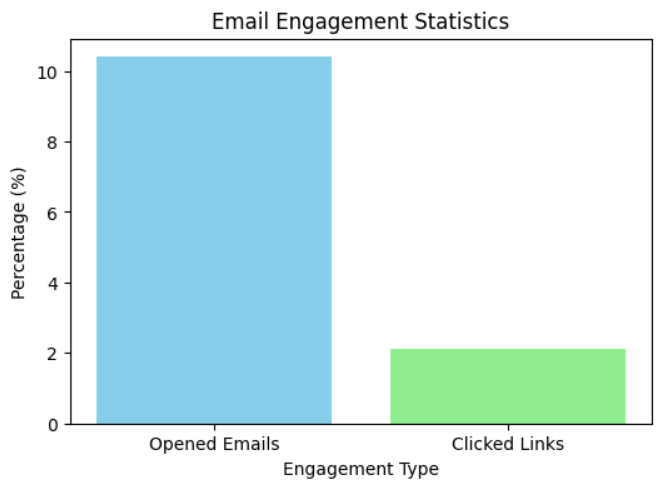 Email Engagement Statistics
Percentage (%)
10
8
6
4
2
0
Opened Emails
Clicked Links
Engagement Type